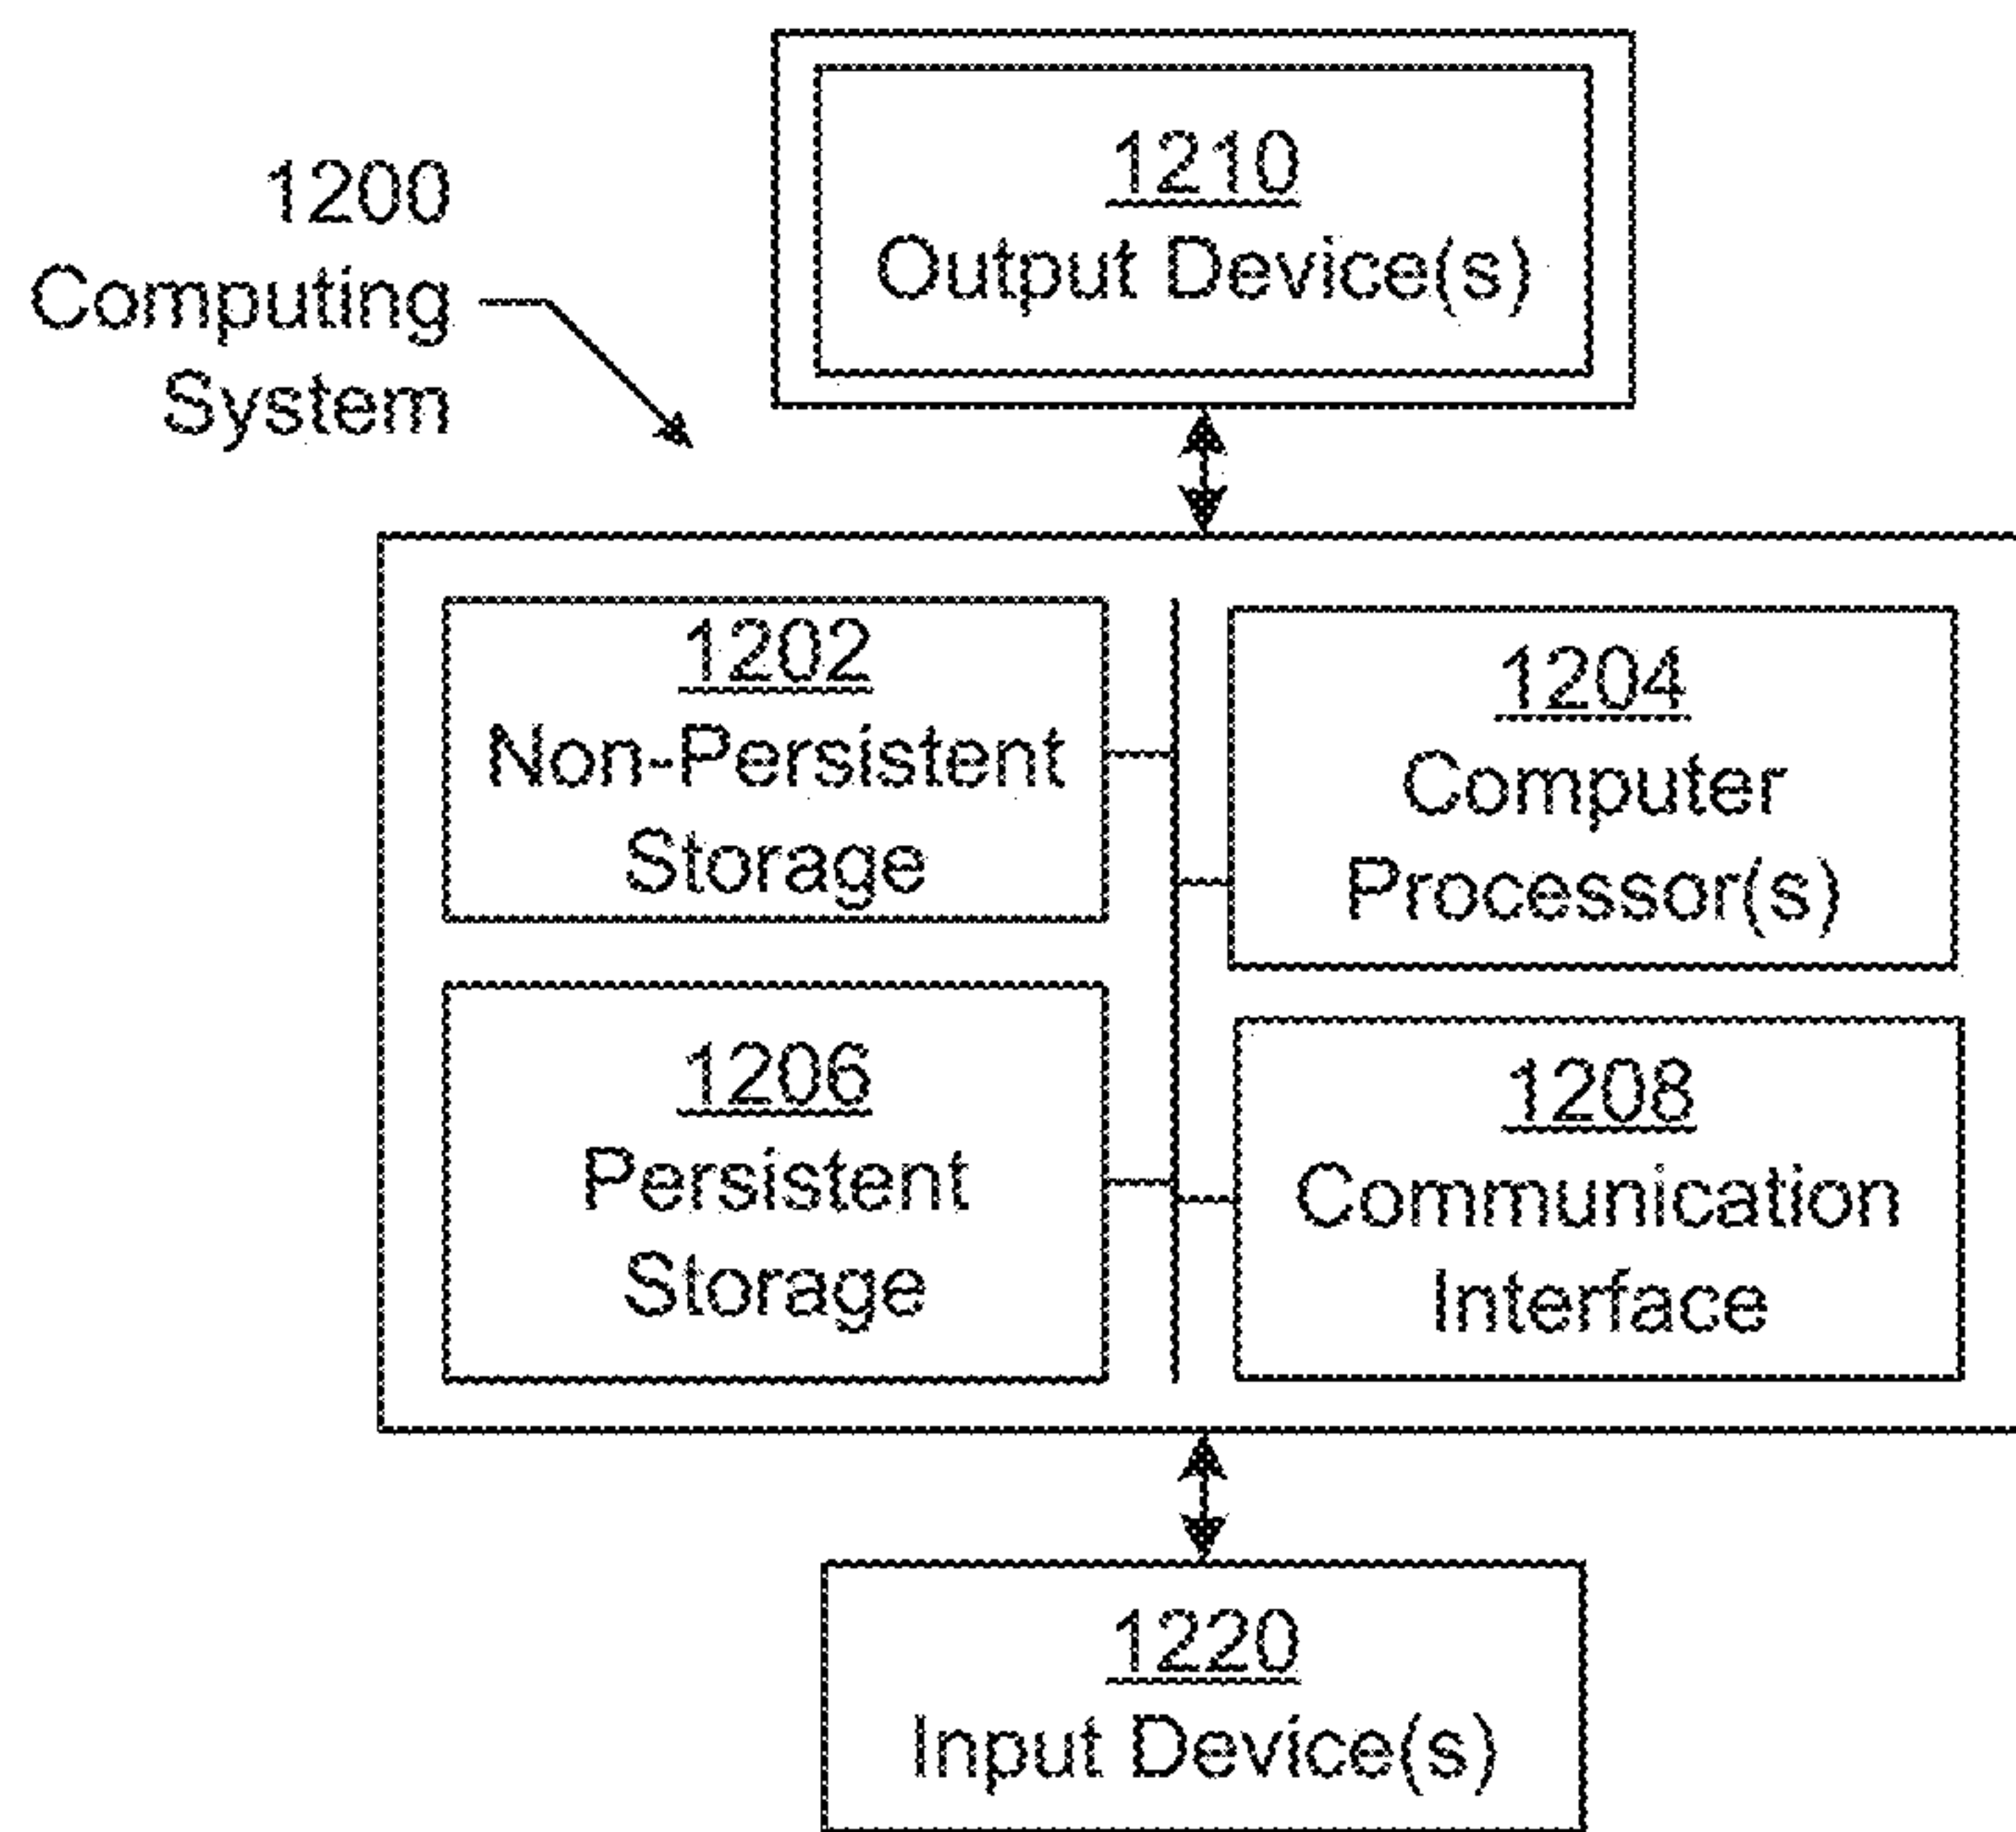 1210
Output Device(s)
1200
Computing
System
1202
Non-Persistent
Storage
1204
Computer
Processor(s)
1206
Persistent
Storage
1208
Communication
Interface
1220
Input Device(s)